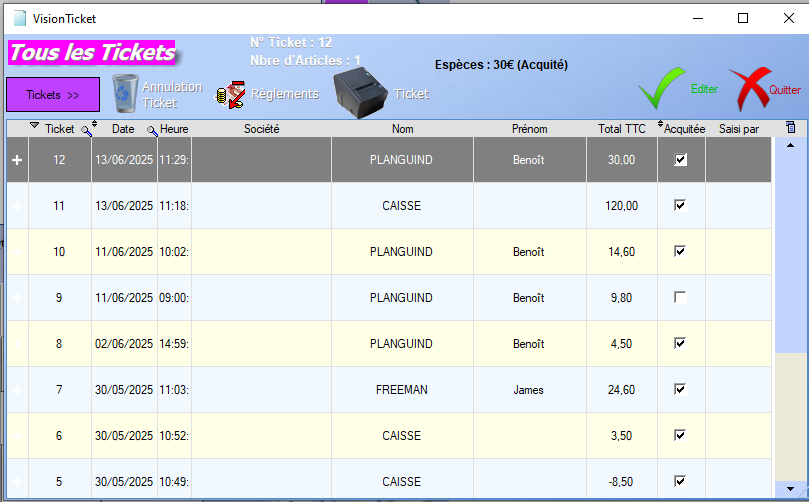 VisionTicket
Tous les Tickets
N° Ticket : 12
Nbre d'Articles : 1
Espèces : 30€ (Acquité)
Tickets >>
Annulation
Ticket
Règlements
Ticket
Editer
Quitter
Ticket Date Heure Société Nom Prénom Total TTC Acquitée Saisi par
12 13/06/2025 11:29: PLANGUIND Benoît 30,00
11 13/06/2025 11:18: CAISSE 120,00
10 11/06/2025 10:02: PLANGUIND Benoît 14,60
9 11/06/2025 09:00: PLANGUIND Benoît 9,80
8 02/06/2025 14:59: PLANGUIND Benoît 4,50
7 30/05/2025 11:03: FREEMAN James 24,60
6 30/05/2025 10:52: CAISSE 3,50
5 30/05/2025 10:49: CAISSE -8,50